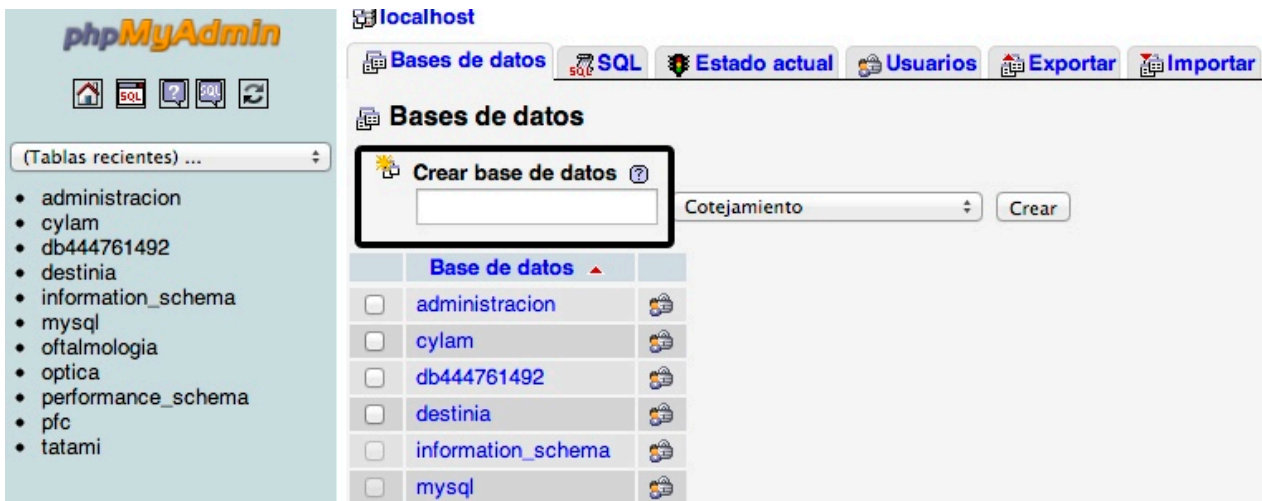 phpMyAdmin
(Tablas recientes) ...
administracion
cylam
db444761492
destinia
information_schema
mysql
oftalmologia
optica
performance_schema
pfc
tatami
localhost
Bases de datos SQL Estado actual Usuarios Exportar Importar
Bases de datos
Crear base de datos
Cotejamiento Crear
Base de datos
administracion
cylam
db444761492
destinia
information_schema
mysql